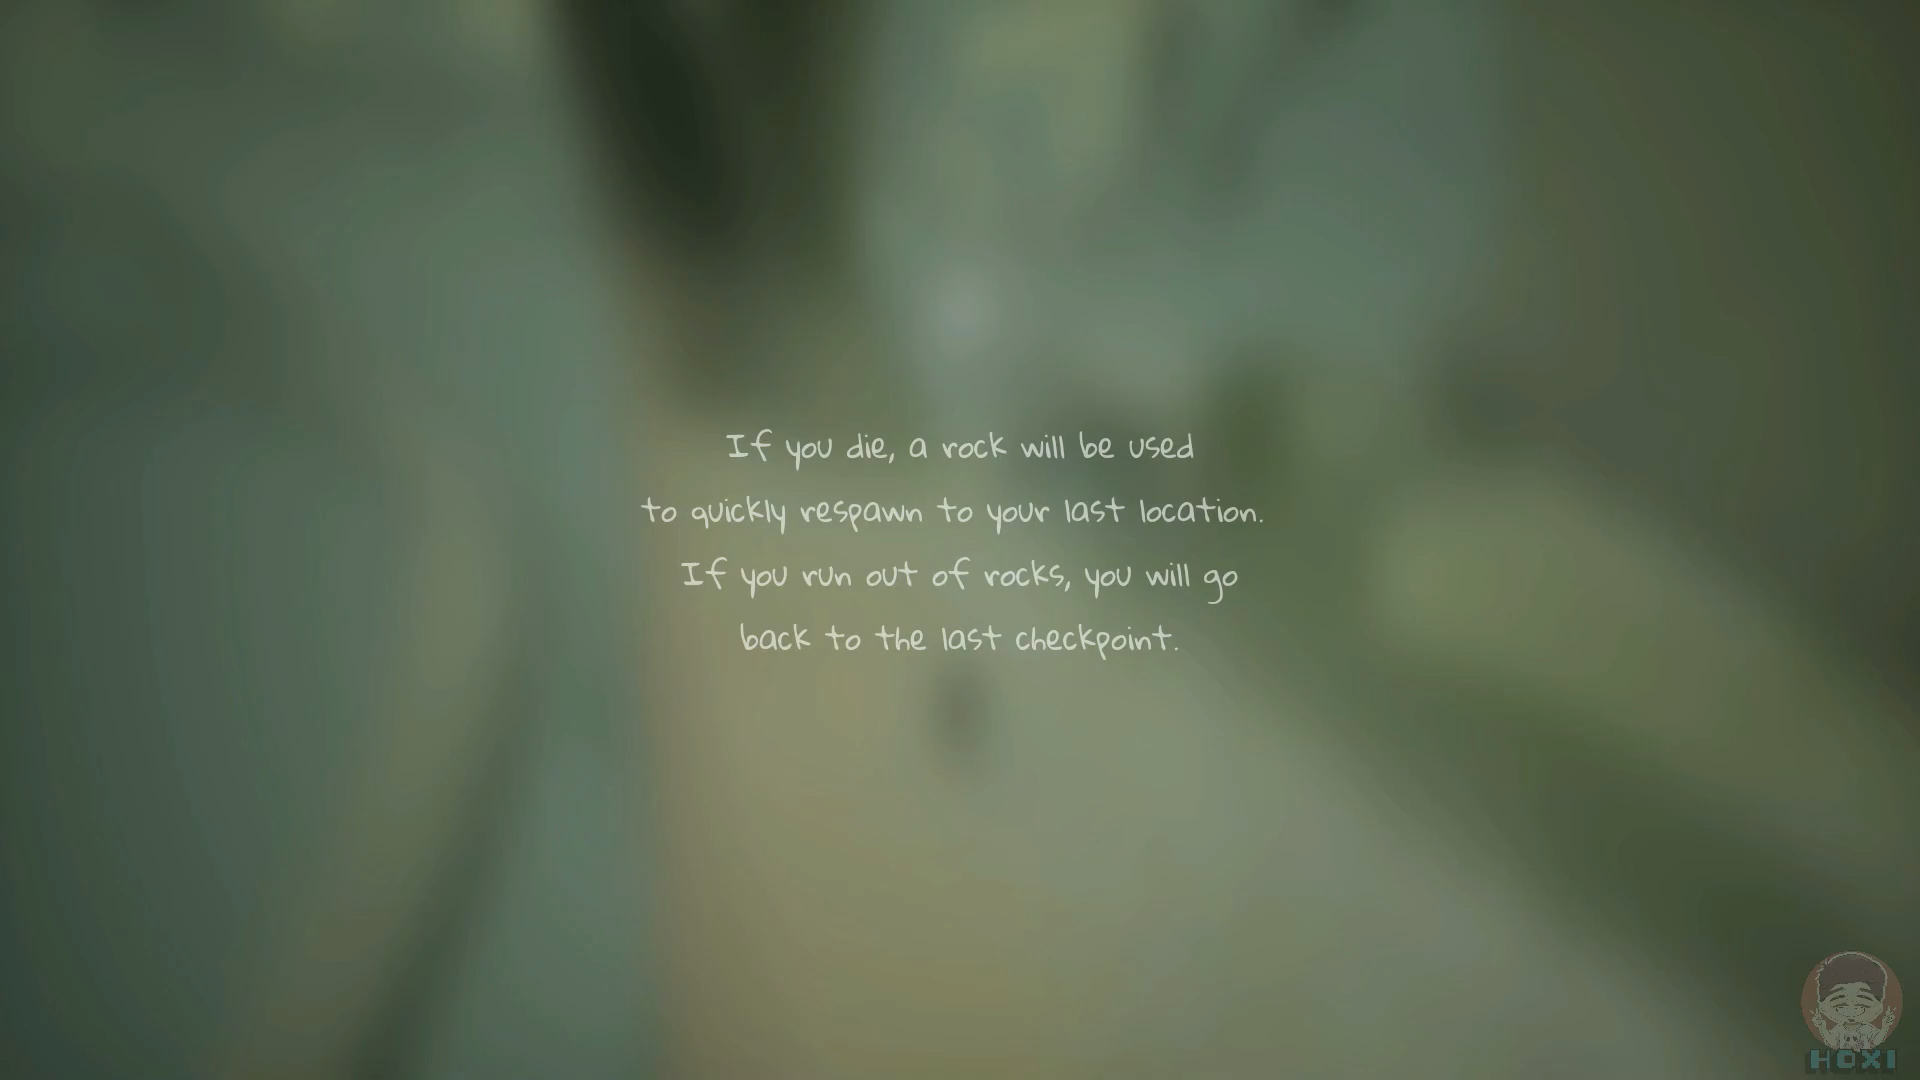 If you die, a rock will be used
to quickly respawn to your last location.
If you run out of rocks, you will go
back to the last checkpoint.
HOXI